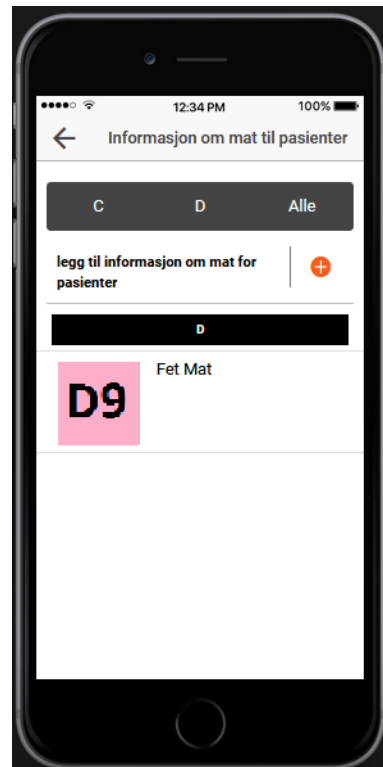 12:34 PM 100%
Informasjon om mat til pasienter
C D Alle
legg til informasjon om mat for
pasienter
D
D9 Fet Mat